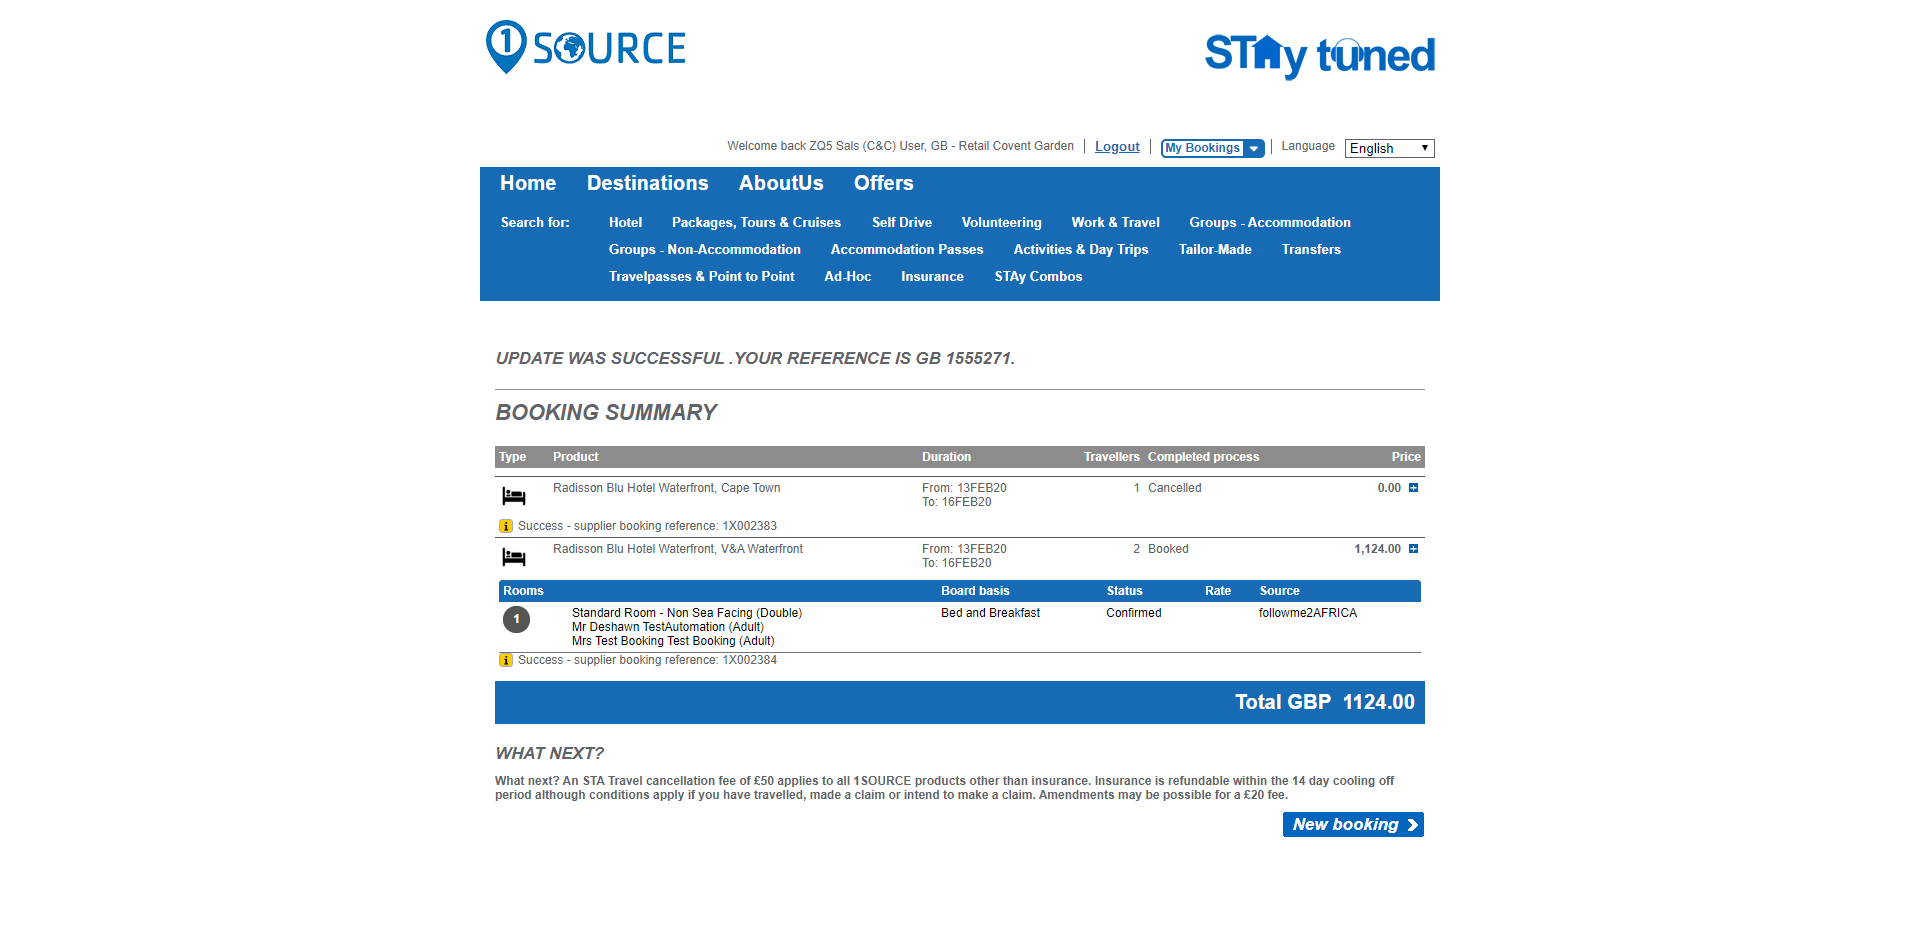 1 SOURCE
STAy tuned
Welcome back ZQ5 Sals (C&C) User, GB - Retail Covent Garden Logout My Bookings Language English
Home Destinations AboutUs Offers
Search for: Hotel Packages, Tours & Cruises Self Drive Volunteering Work & Travel Groups - Accommodation
Groups - Non-Accommodation Accommodation Passes Activities & Day Trips Tailor-Made Transfers
Travelpasses & Point to Point Ad-Hoc Insurance STAy Combos
UPDATE WAS SUCCESSFUL .YOUR REFERENCE IS GB 1555271.
BOOKING SUMMARY
Type Product Duration Travellers Completed process Price
Radisson Blu Hotel Waterfront, Cape Town From: 13FEB20 1 Cancelled 0.00
To: 16FEB20
Success - supplier booking reference: 1X002383
Radisson Blu Hotel Waterfront, V&A Waterfront From: 13FEB20 2 Booked 1,124.00
To: 16FEB20
Rooms Board basis Status Rate Source
1 Standard Room - Non Sea Facing (Double) Bed and Breakfast Confirmed followme2AFRICA
Mr Deshawn TestAutomation (Adult)
Mrs Test Booking Test Booking (Adult)
Success - supplier booking reference: 1X002384
Total GBP 1124.00
WHAT NEXT?
What next? An STA Travel cancellation fee of £50 applies to all 1SOURCE products other than insurance. Insurance is refundable within the 14 day cooling off
period although conditions apply if you have travelled, made a claim or intend to make a claim. Amendments may be possible for a £20 fee.
New booking